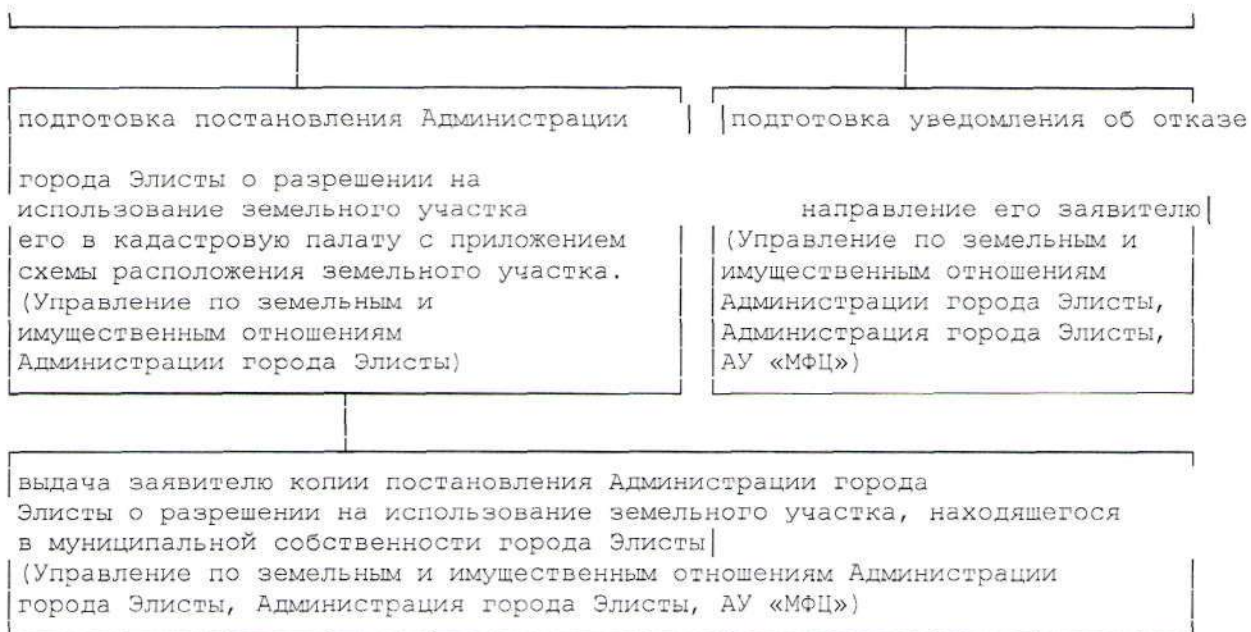 подготовка постановления Администрации
города Элисты о разрешении на
использование земельного участка
его в кадастровую палату с приложением
схемы расположения земельного участка.
(Управление по земельным и
имущественным отношениям
Администрации города Элисты)
подготовка уведомления об отказе
направление его заявителю
(Управление по земельным и
имущественным отношениям
Администрации города Элисты,
Администрация города Элисты,
АУ «МФЦ»)
выдача заявителю копии постановления Администрации города
Элисты о разрешении на использование земельного участка, находящегося
в муниципальной собственности города Элисты
(Управление по земельным и имущественным отношениям Администрации
города Элисты, Администрация города Элисты, АУ «МФЦ»)